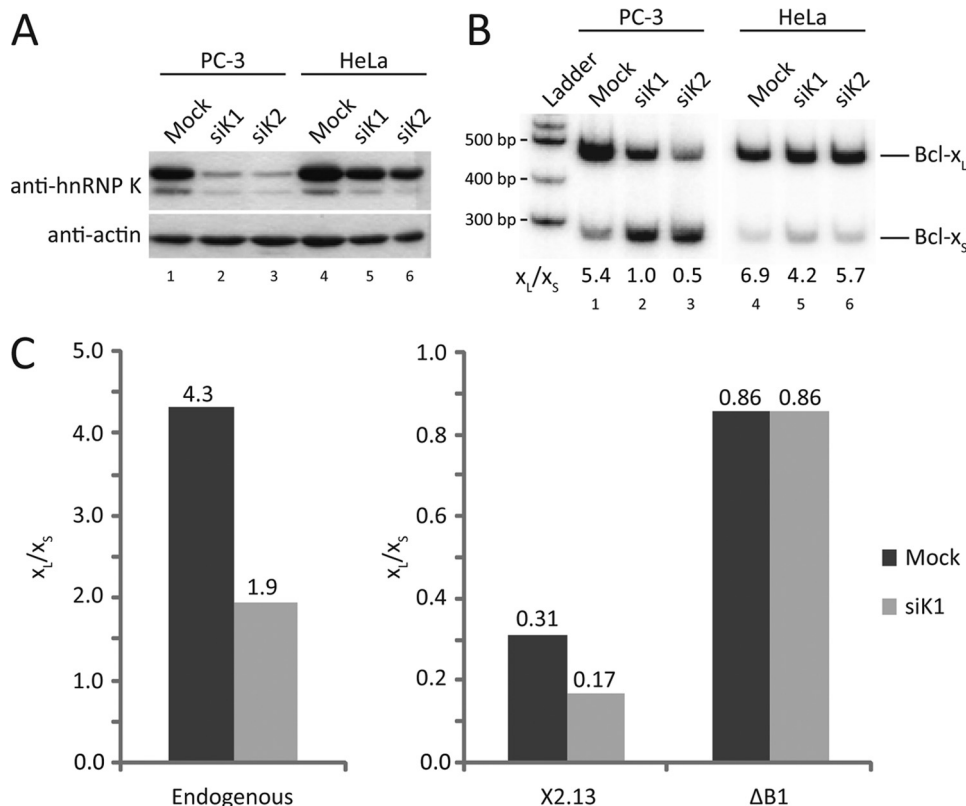 A
PC-3 HeLa
Mock siK1 siK2 Mock siK1 siK2
anti-hnRNP K
anti-actin
1 2 3 4 5 6
B
PC-3 HeLa
Ladder Mock siK1 siK2 Mock siK1 siK2
500 bp
400 bp
300 bp
Bcl-xL
Bcl-xS
xL/xS 5.4 1.0 0.5 6.9 4.2 5.7
1 2 3 4 5 6
C
5.0
4.0
3.0
2.0
1.0
0.0
xL/xS
4.3
1.9
Endogenous
1.0
0.8
0.6
0.4
0.2
0.0
xL/xS
0.31
0.17
0.86 0.86
X2.13 ΔB1
Mock
siK1